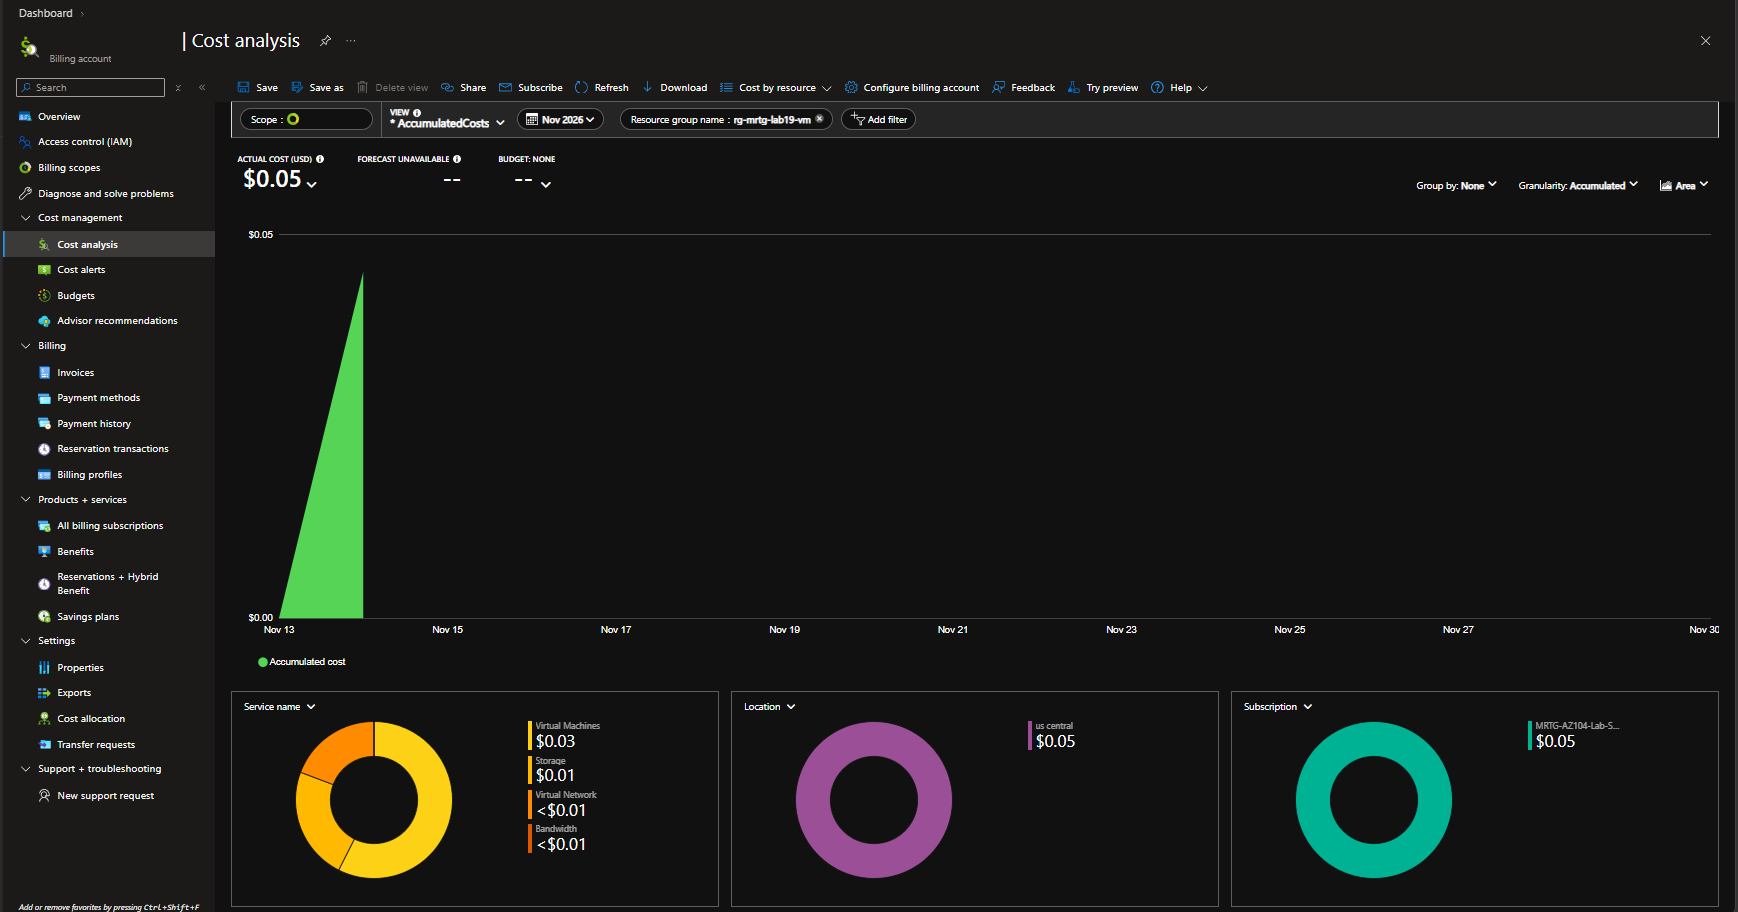 Dashboard
| Cost analysis
Billing account
Search
Save
Save as
Delete view
Share
Subscribe
Refresh
Download
Cost by resource
Configure billing account
Feedback
Try preview
Help
Overview
Access control (IAM)
Billing scopes
Diagnose and solve problems
Cost management
Cost analysis
Cost alerts
Budgets
Advisor recommendations
Billing
Invoices
Payment methods
Payment history
Reservation transactions
Billing profiles
Products + services
All billing subscriptions
Benefits
Reservations + Hybrid
Benefit
Savings plans
Settings
Properties
Exports
Cost allocation
Transfer requests
Support + troubleshooting
New support request
Add or remove favorites by pressing Ctrl+Shift+F
Scope :
VIEW
* AccumulatedCosts
Nov 2026
Resource group name : rg-mrtg-lab19-vm
Add filter
ACTUAL COST (USD)
$0.05
FORECAST UNAVAILABLE
--
BUDGET: NONE
--
Group by: None
Granularity: Accumulated
Area
$0.05
$0.00
Nov 13
Nov 15
Nov 17
Nov 19
Nov 21
Nov 23
Nov 25
Nov 27
Nov 30
Accumulated cost
Service name
Virtual Machines
$0.03
Storage
$0.01
Virtual Network
<$0.01
Bandwidth
<$0.01
Location
us central
$0.05
Subscription
MRTG-AZ104-Lab-S...
$0.05